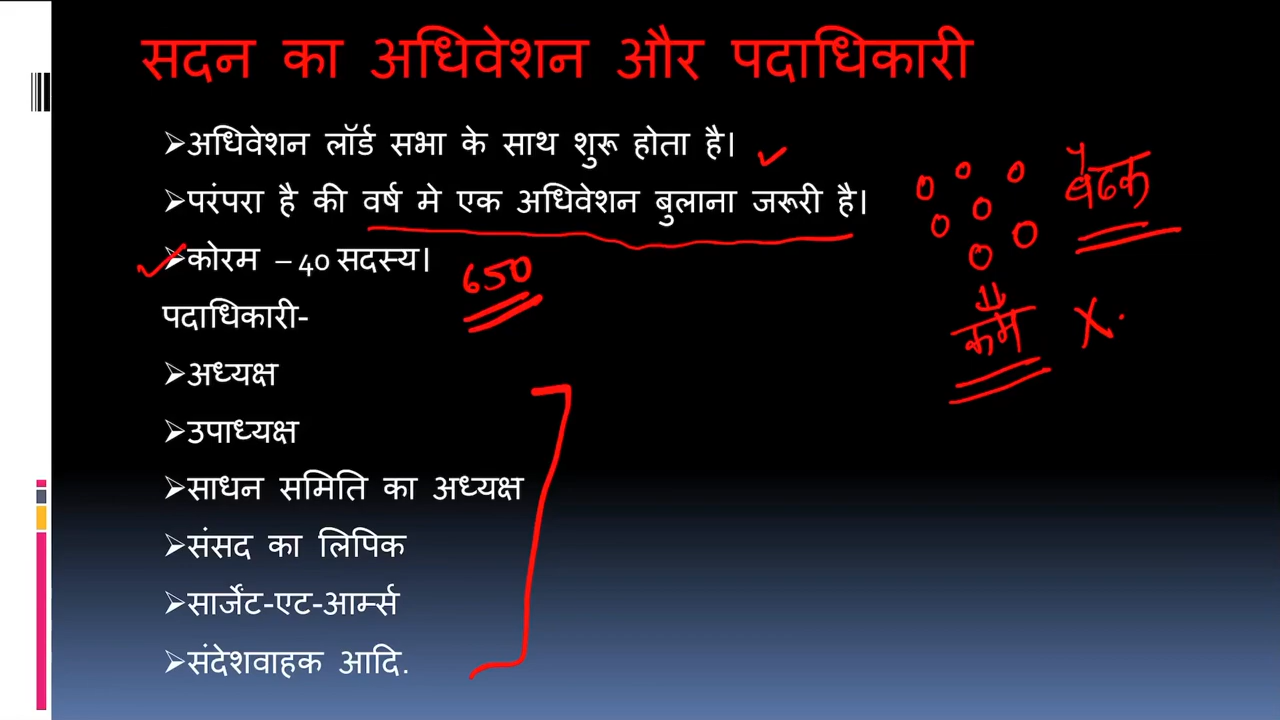 सदन का अधिवेशन और पदाधिकारी
➢अधिवेशन लॉर्ड सभा के साथ शुरू होता है।
➢परंपरा है की वर्ष मे एक अधिवेशन बुलाना जरूरी है।
बैठक
➢कोरम – 40 सदस्य।
650
कम X
पदाधिकारी-
➢अध्यक्ष
➢उपाध्यक्ष
➢साधन समिति का अध्यक्ष
➢संसद का लिपिक
➢सार्जेंट-एट-आर्म्स
➢संदेशवाहक आदि.